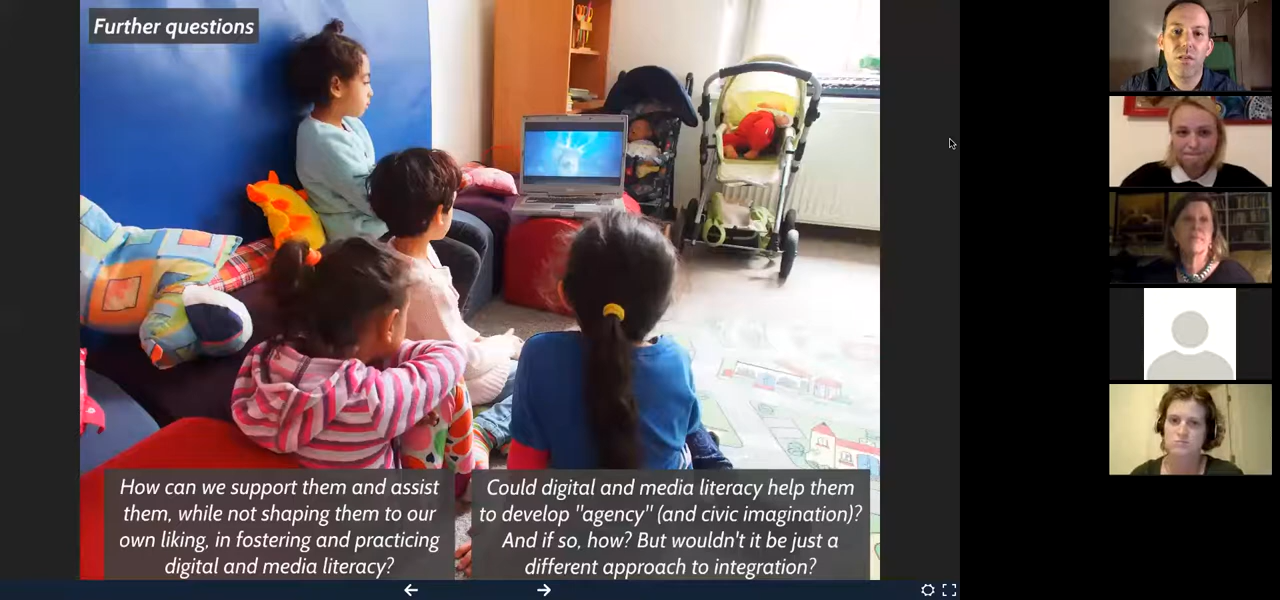 Further questions
How can we support them and assist
them, while not shaping them to our
own liking, in fostering and practicing
digital and media literacy?
Could digital and media literacy help them
to develop "agency" (and civic imagination)?
And if so, how? But wouldn't it be just a
different approach to integration?